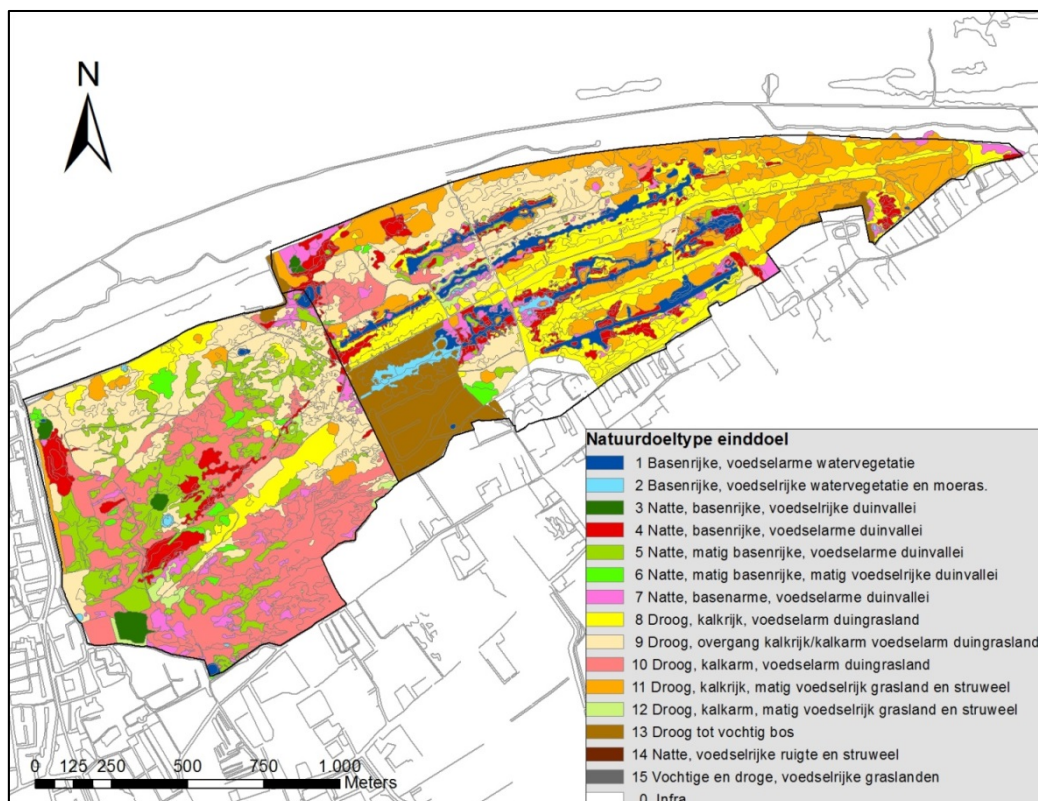 N
Natuurdoeltype einddoel
1 Basenrijke, voedselarme watervegetatie
2 Basenrijke, voedselrijke watervegetatie en moeras.
3 Natte, basenrijke, voedselrijke duinvallei
4 Natte, basenrijke, voedselarme duinvallei
5 Natte, matig basenrijke, voedselarme duinvallei
6 Natte, matig basenrijke, matig voedselrijke duinvallei
7 Natte, basenarme, voedselarme duinvallei
8 Droog, kalkrijk, voedselarm duingrasland
9 Droog, overgang kalkrijk/kalkarm voedselarm duingrasland
10 Droog, kalkarm, voedselarm duingrasland
11 Droog, kalkrijk, matig voedselrijk grasland en struweel
12 Droog, kalkarm, matig voedselrijk grasland en struweel
13 Droog tot vochtig bos
14 Natte, voedselrijke ruigte en struweel
15 Vochtige en droge, voedselrijke graslanden
0 Infra
0 125 250 500 750 1.000
Meters